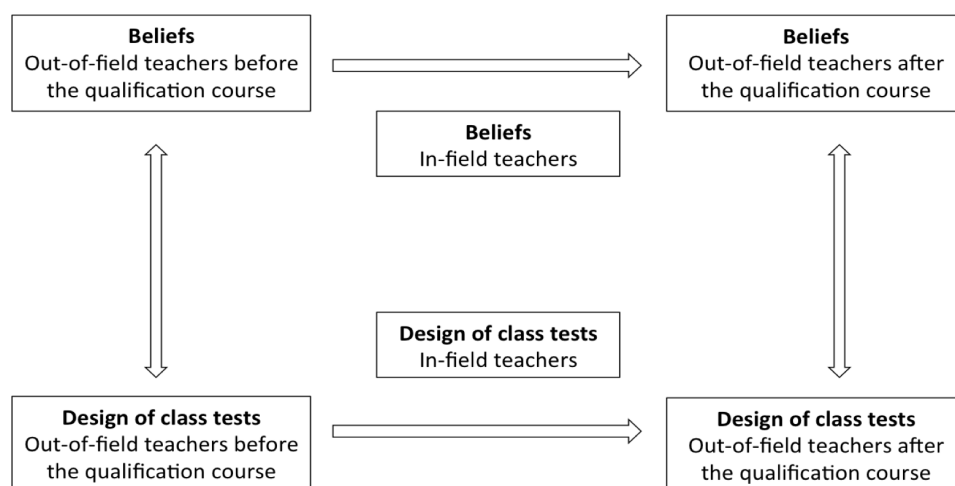 Beliefs
Out-of-field teachers before
the qualification course
Beliefs
Out-of-field teachers after
the qualification course
Beliefs
In-field teachers
Design of class tests
In-field teachers
Design of class tests
Out-of-field teachers before
the qualification course
Design of class tests
Out-of-field teachers after
the qualification course